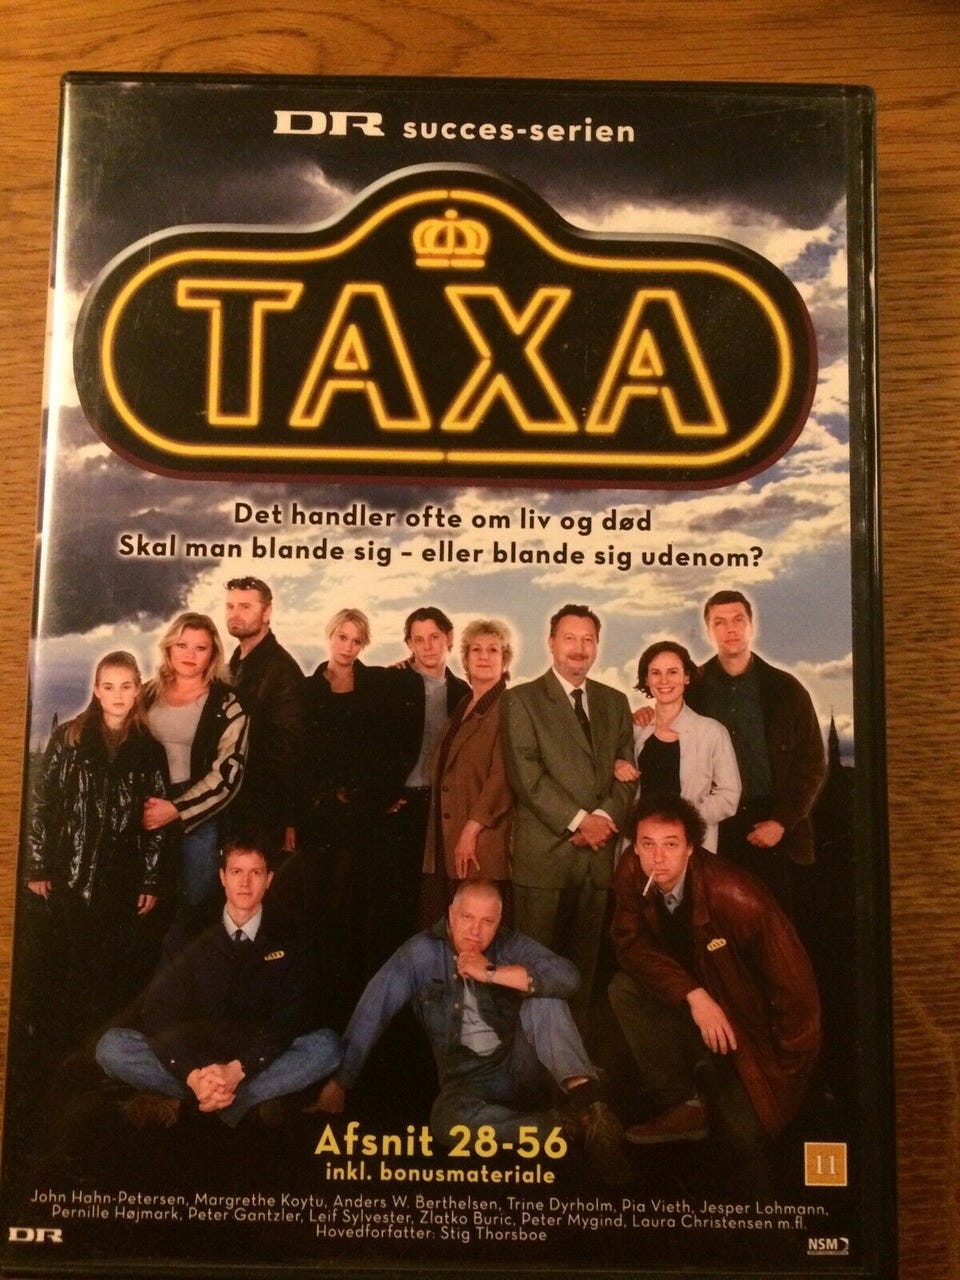 DR succes-serien
TAXA
Det handler ofte om liv og død
Skal man blande sig – eller blande sig udenom?
TAXA
TAXA
Afsnit 28-56
inkl. bonusmateriale
11
John Hahn-Petersen, Margrethe Koytu, Anders W. Berthelsen, Trine Dyrholm, Pia Vieth, Jesper Lohmann,
Pernille Højmark, Peter Gantzler, Leif Sylvester, Zlatko Buric, Peter Mygind, Laura Christensen m.fl.
Hovedforfatter: Stig Thorsboe
DR
NSM